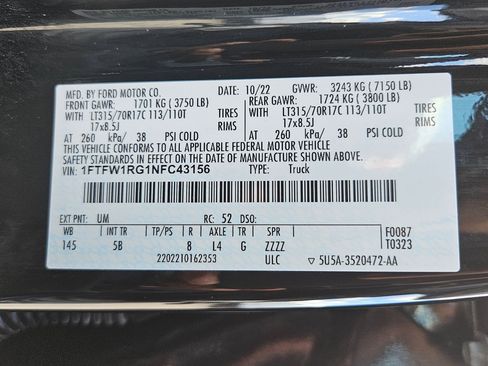 MFD. BY FORD MOTOR CO. 10/22 GVWR: 3243 KG ( 7150 LB)
FRONT GAWR: 1701 KG ( 3750 LB) REAR GAWR: 1724 KG ( 3800 LB)
WITH LT315/70R17C 113/110T TIRES WITH LT315/70R17C 113/110T TIRES
17x8.5J RIMS 17x8.5J RIMS
AT 260 kPa/ 38 PSI COLD AT 260 kPa/ 38 PSI COLD
THIS VEHICLE CONFORMS TO ALL APPLICABLE FEDERAL MOTOR VEHICLE
SAFETY STANDARDS IN EFFECT ON THE DATE OF MANUFACTURE SHOWN ABOVE.
VIN: 1FTFW1RG1NFC43156 TYPE: Truck
EXT PNT: UM RC: 52 DSO:
WB INT TR TP/PS R AXLE TR SPR F0087
145 5B 8 L4 G ZZZZ T0323
2202210162353 ULC 5U5A-3520472-AA